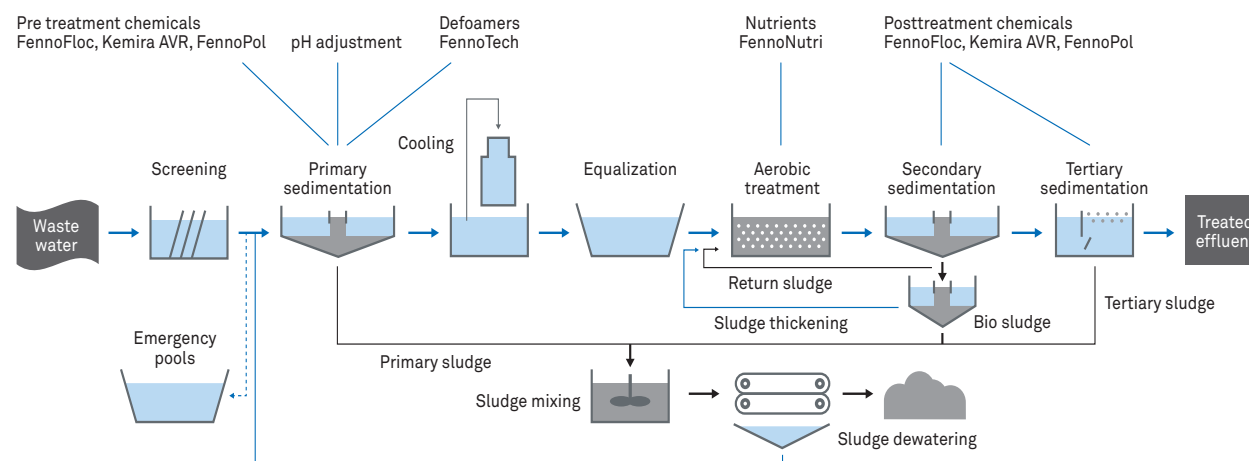 Pre treatment chemicals
FennoFloc, Kemira AVR, FennoPol
pH adjustment
Defoamers
FennoTech
Nutrients
FennoNutri
Posttreatment chemicals
FennoFloc, Kemira AVR, FennoPol
Cooling
Screening
Primary
sedimentation
Equalization
Aerobic
treatment
Secondary
sedimentation
Tertiary
sedimentation
Waste
water
Treated
effluen
Return sludge
Sludge thickening
Bio sludge
Tertiary sludge
Emergency
pools
Primary sludge
Sludge mixing
Sludge dewatering